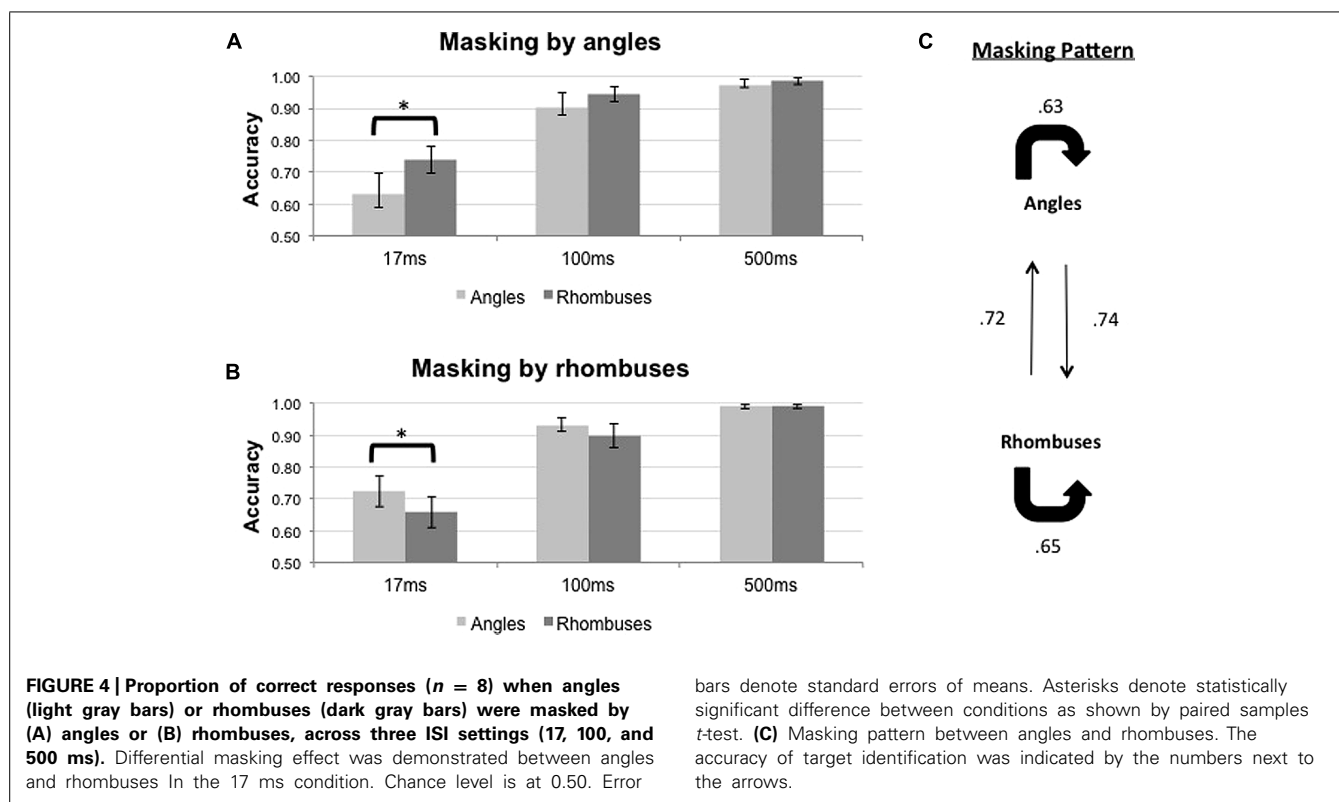 A
Masking by angles
Accuracy
1.00
0.90
0.80
0.70
0.60
0.50
*
17ms
100ms
500ms
Angles
Rhombuses
B
Masking by rhombuses
Accuracy
1.00
0.90
0.80
0.70
0.60
0.50
*
17ms
100ms
500ms
Angles
Rhombuses
C
Masking Pattern
.63
Angles
.72
.74
Rhombuses
.65
FIGURE 4 | Proportion of correct responses (n = 8) when angles
(light gray bars) or rhombuses (dark gray bars) were masked by
(A) angles or (B) rhombuses, across three ISI settings (17, 100, and
500 ms). Differential masking effect was demonstrated between angles
and rhombuses In the 17 ms condition. Chance level is at 0.50. Error
bars denote standard errors of means. Asterisks denote statistically
significant difference between conditions as shown by paired samples
t-test. (C) Masking pattern between angles and rhombuses. The
accuracy of target identification was indicated by the numbers next to
the arrows.